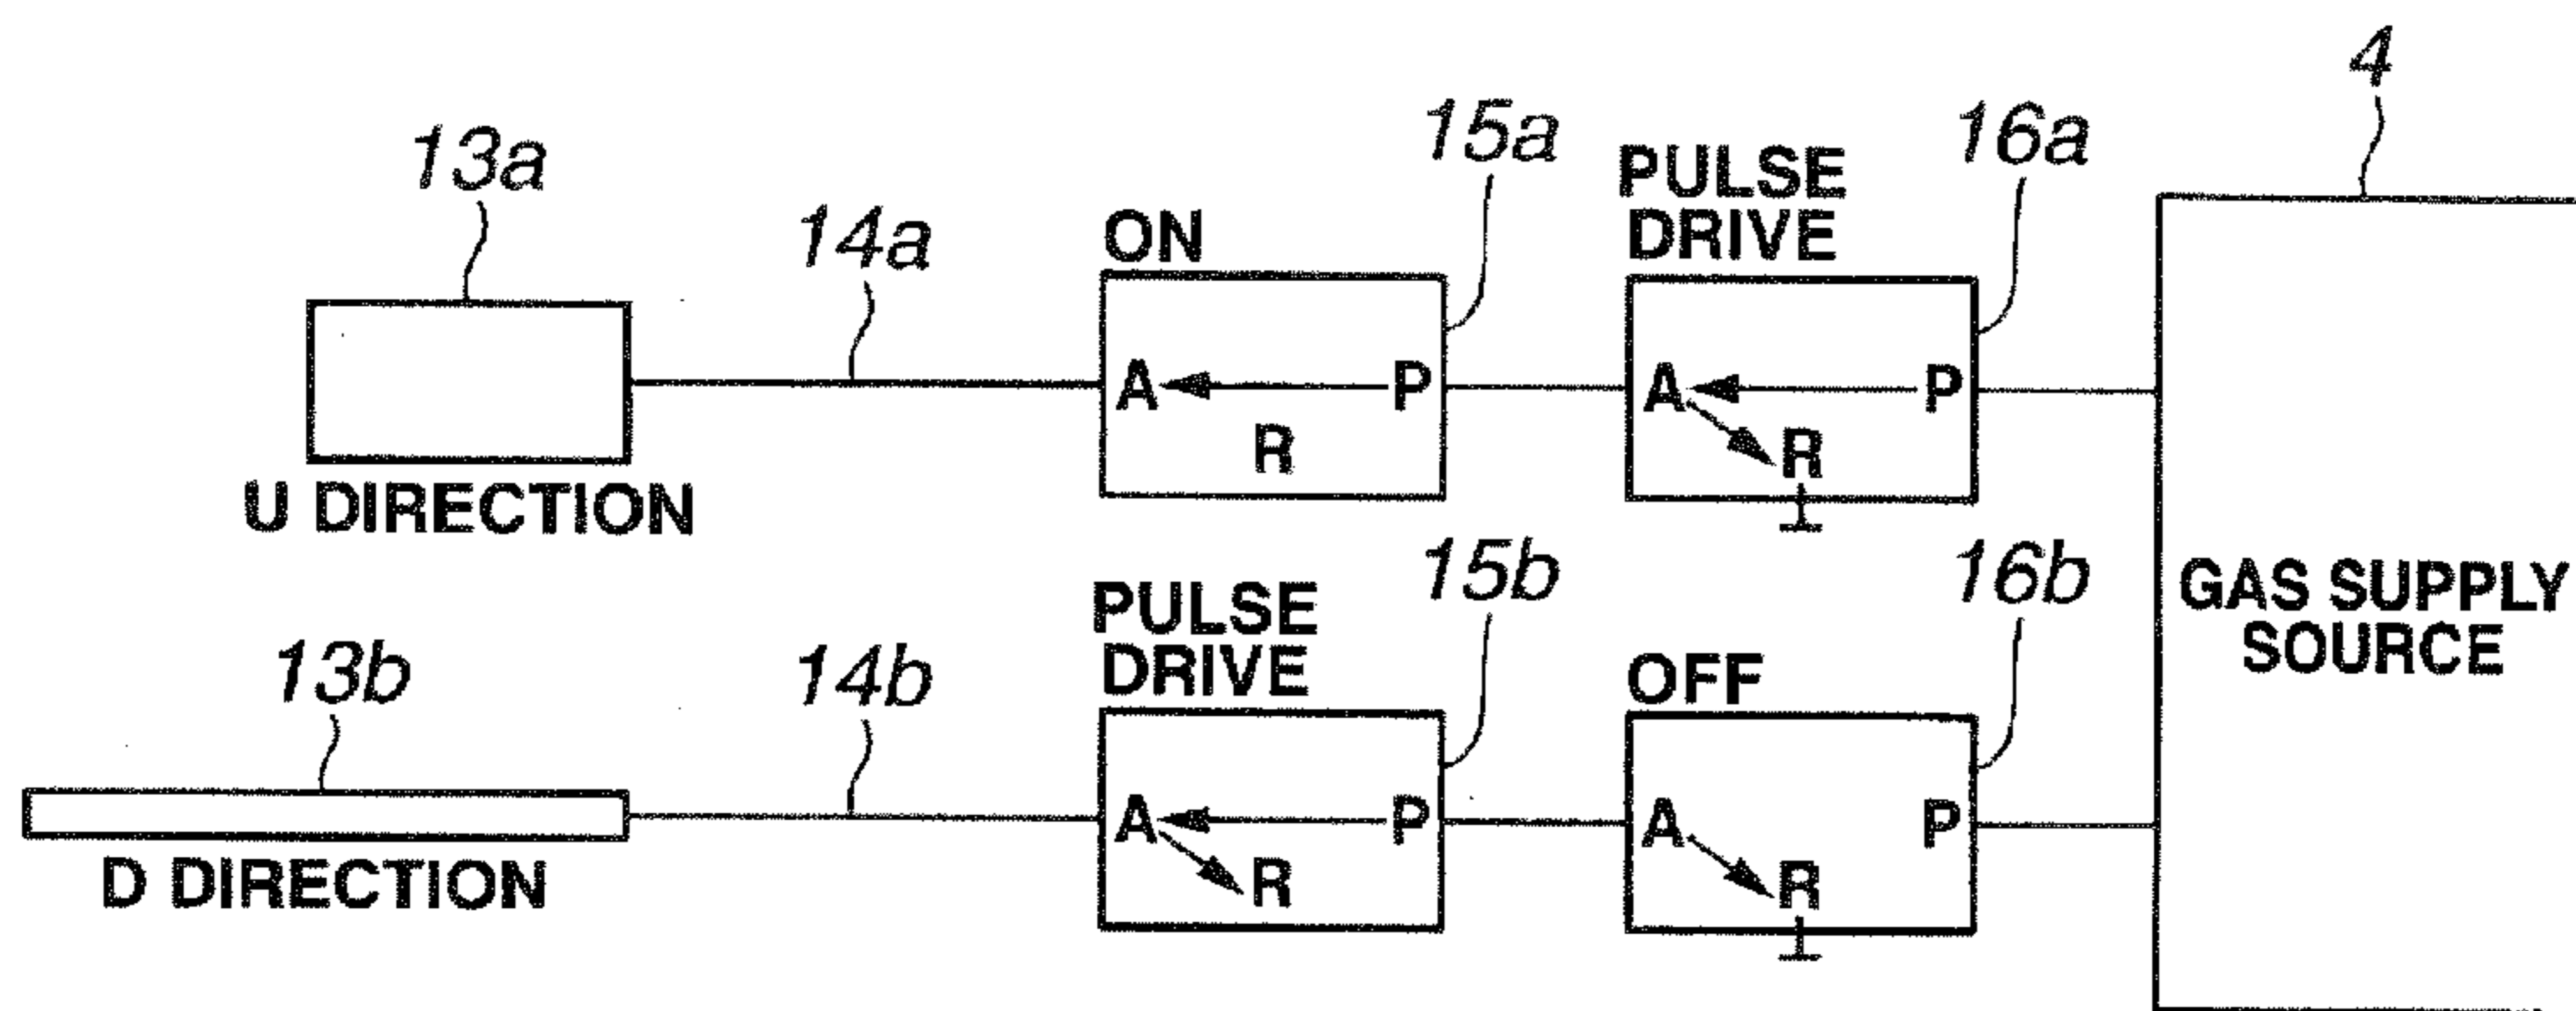 4
13a
14a
ON
15a
PULSE
DRIVE
16a
A
P
R
A
P
R
U DIRECTION
GAS SUPPLY
SOURCE
13b
14b
PULSE
DRIVE
15b
OFF
16b
A
P
R
A
P
R
D DIRECTION